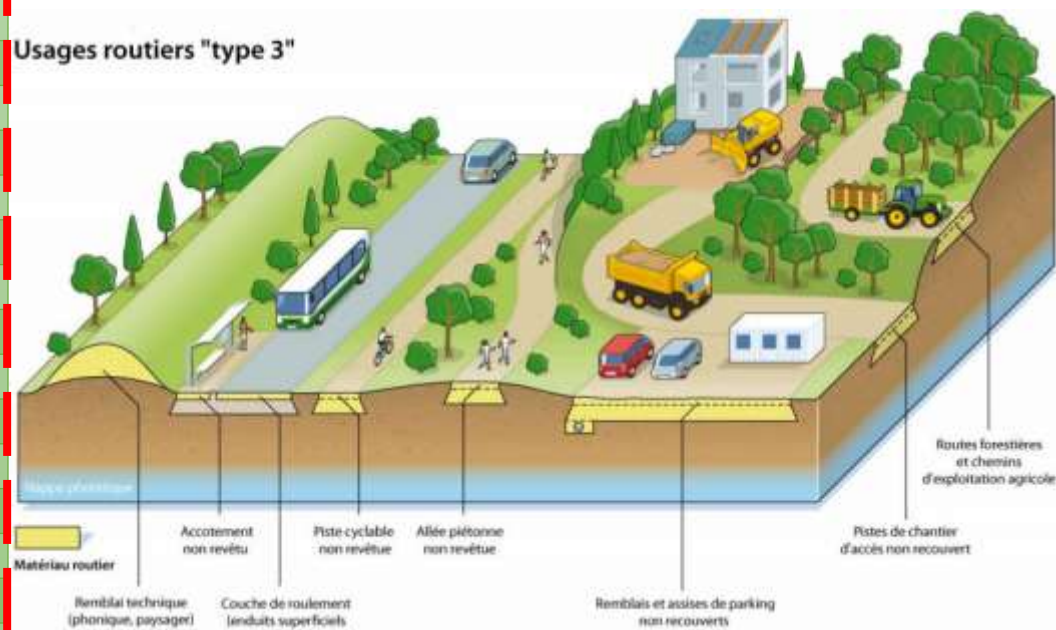 Usages routiers "type 3"
Nappe phréatique
Matériau routier
Accotement
non revêtu
Piste cyclable
non revêtue
Allée piétonne
non revêtue
Routes forestières
et chemins
d'exploitation agricole
Pistes de chantier
d'accès non recouvert
Remblai technique
(phonique, paysager)
Couche de roulement
(enduits superficiels
Remblais et assises de parking
non recouverts